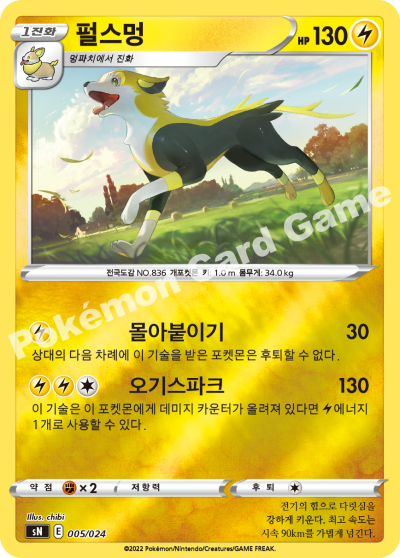 1진화 펄스멍 HP 130
멍파치에서 진화
전국도감 NO.836 개포켓몬 키: 1.0 m 몸무게: 34.0 kg
Pokémon Card Game
몰아붙이기 30
상대의 다음 차례에 이 기술을 받은 포켓몬은 후퇴할 수 없다.
오기스파크 130
이 기술은 이 포켓몬에게 데미지 카운터가 올려져 있다면 에너지
1개로 사용할 수 있다.
약점 ×2 저항력 후퇴
Illus. chibi
sN E 005/024
전기의 힘으로 다릿심을
강하게 키운다. 최고 속도는
시속 90km를 가볍게 넘긴다.
©2022 Pokémon/Nintendo/Creatures/GAME FREAK.